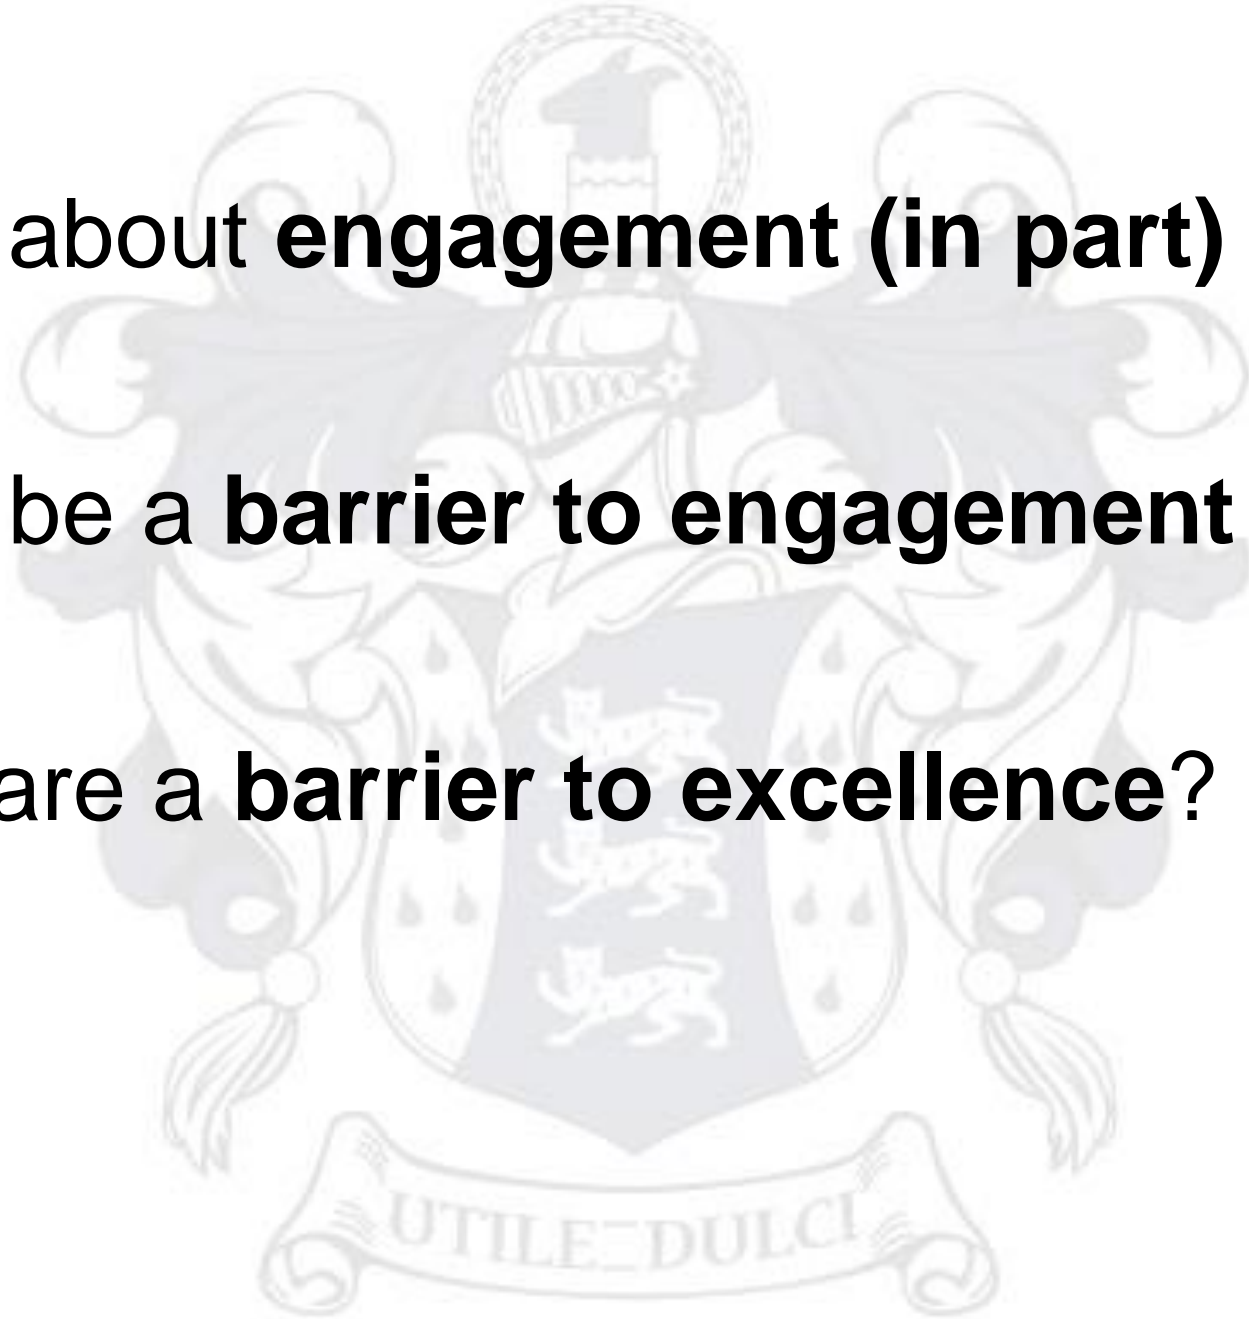 about engagement (in part)
be a barrier to engagement
are a barrier to excellence?
UTILE DULCI